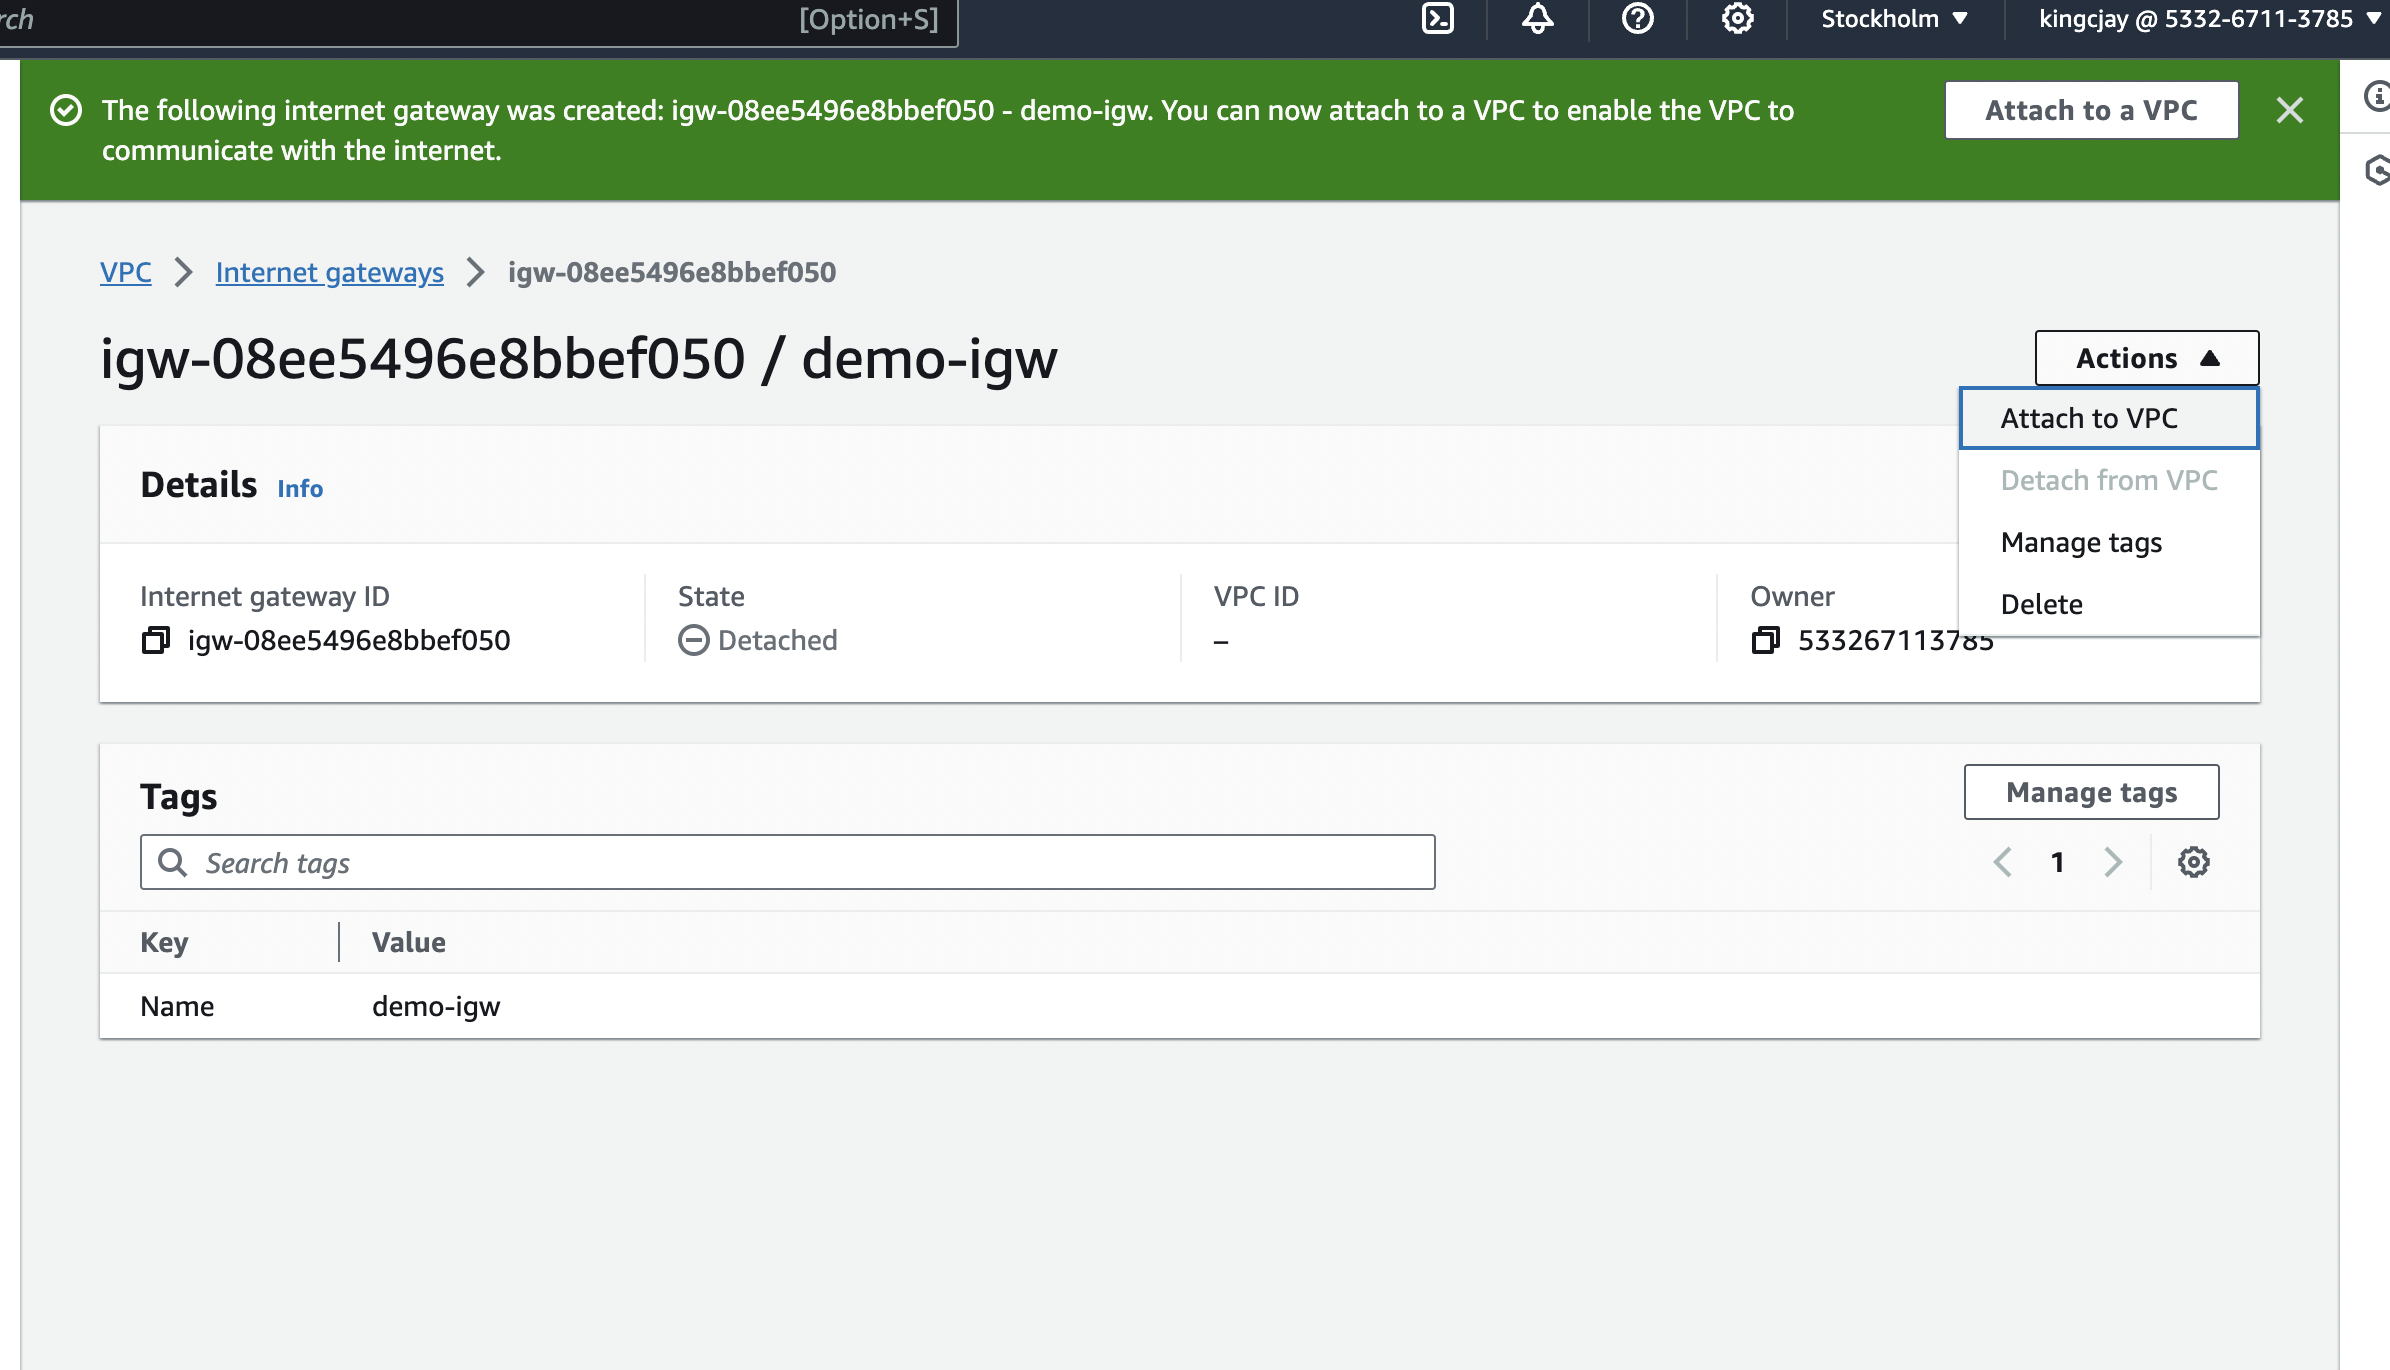 rch [Option+S] Stockholm kingcjay @ 5332-6711-3785
The following internet gateway was created: igw-08ee5496e8bbef050 - demo-igw. You can now attach to a VPC to enable the VPC to
communicate with the internet.
Attach to a VPC
VPC Internet gateways igw-08ee5496e8bbef050
igw-08ee5496e8bbef050 / demo-igw
Actions
Attach to VPC
Detach from VPC
Manage tags
Delete
Details Info
Internet gateway ID
igw-08ee5496e8bbef050
State
Detached
VPC ID
–
Owner
533267113785
Tags
Manage tags
Search tags
1
Key Value
Name demo-igw